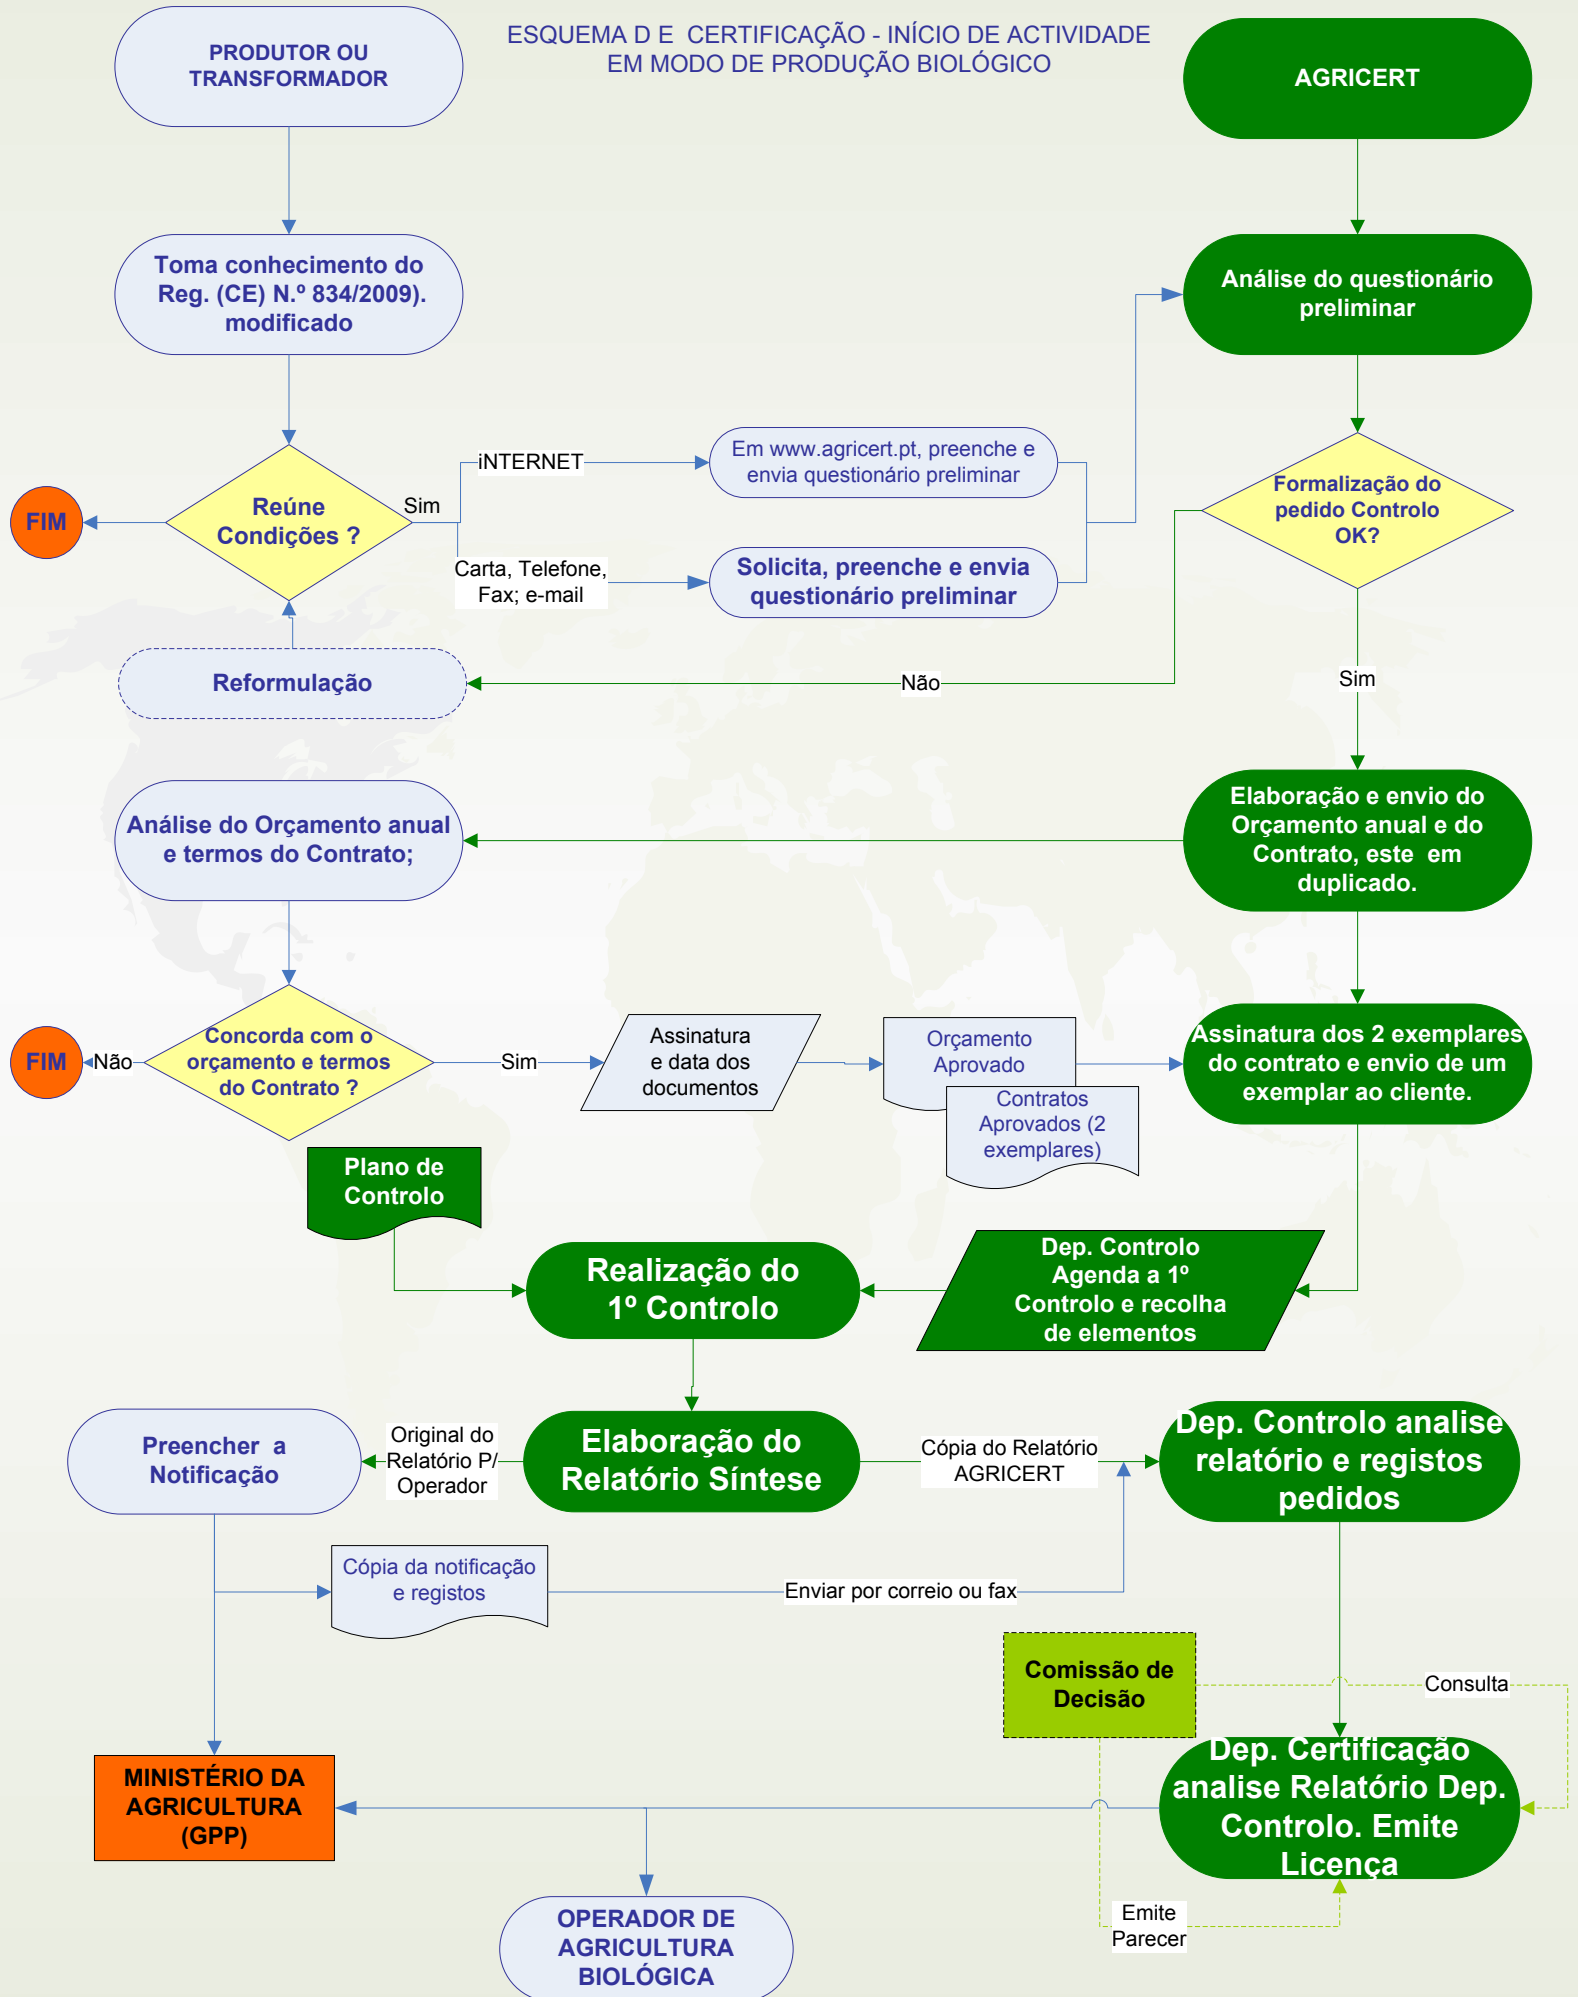 ESQUEMA D E  CERTIFICAÇÃO - INÍCIO DE ACTIVIDADE
EM MODO DE PRODUÇÃO BIOLÓGICO
PRODUTOR OU
TRANSFORMADOR
AGRICERT
Toma conhecimento do
Reg. (CE) N.º 834/2009).
modificado
Análise do questionário
preliminar
Reúne
Condições ?
FIM
Sim
iNTERNET
Em www.agricert.pt, preenche e
envia questionário preliminar
Carta, Telefone,
Fax; e-mail
Solicita, preenche e envia
questionário preliminar
Formalização do
pedido Controlo
OK?
Reformulação
Não
Sim
Análise do Orçamento anual
e termos do Contrato;
Elaboração e envio do
Orçamento anual e do
Contrato, este  em
duplicado.
FIM
Não
Concorda com o
orçamento e termos
do Contrato ?
Sim
Assinatura
e data dos
documentos
Orçamento
Aprovado
Contratos
Aprovados (2
exemplares)
Assinatura dos 2 exemplares
do contrato e envio de um
exemplar ao cliente.
Plano de
Controlo
Realização do
1º Controlo
Dep. Controlo
Agenda a 1º
Controlo e recolha
de elementos
Preencher  a
Notificação
Original do
Relatório P/
Operador
Elaboração do
Relatório Síntese
Cópia do Relatório
AGRICERT
Dep. Controlo analise
relatório e registos
pedidos
Cópia da notificação
e registos
Enviar por correio ou fax
Comissão de
Decisão
Consulta
MINISTÉRIO DA
AGRICULTURA
(GPP)
Dep. Certificação
analise Relatório Dep.
Controlo. Emite
Licença
Emite
Parecer
OPERADOR DE
AGRICULTURA
BIOLÓGICA